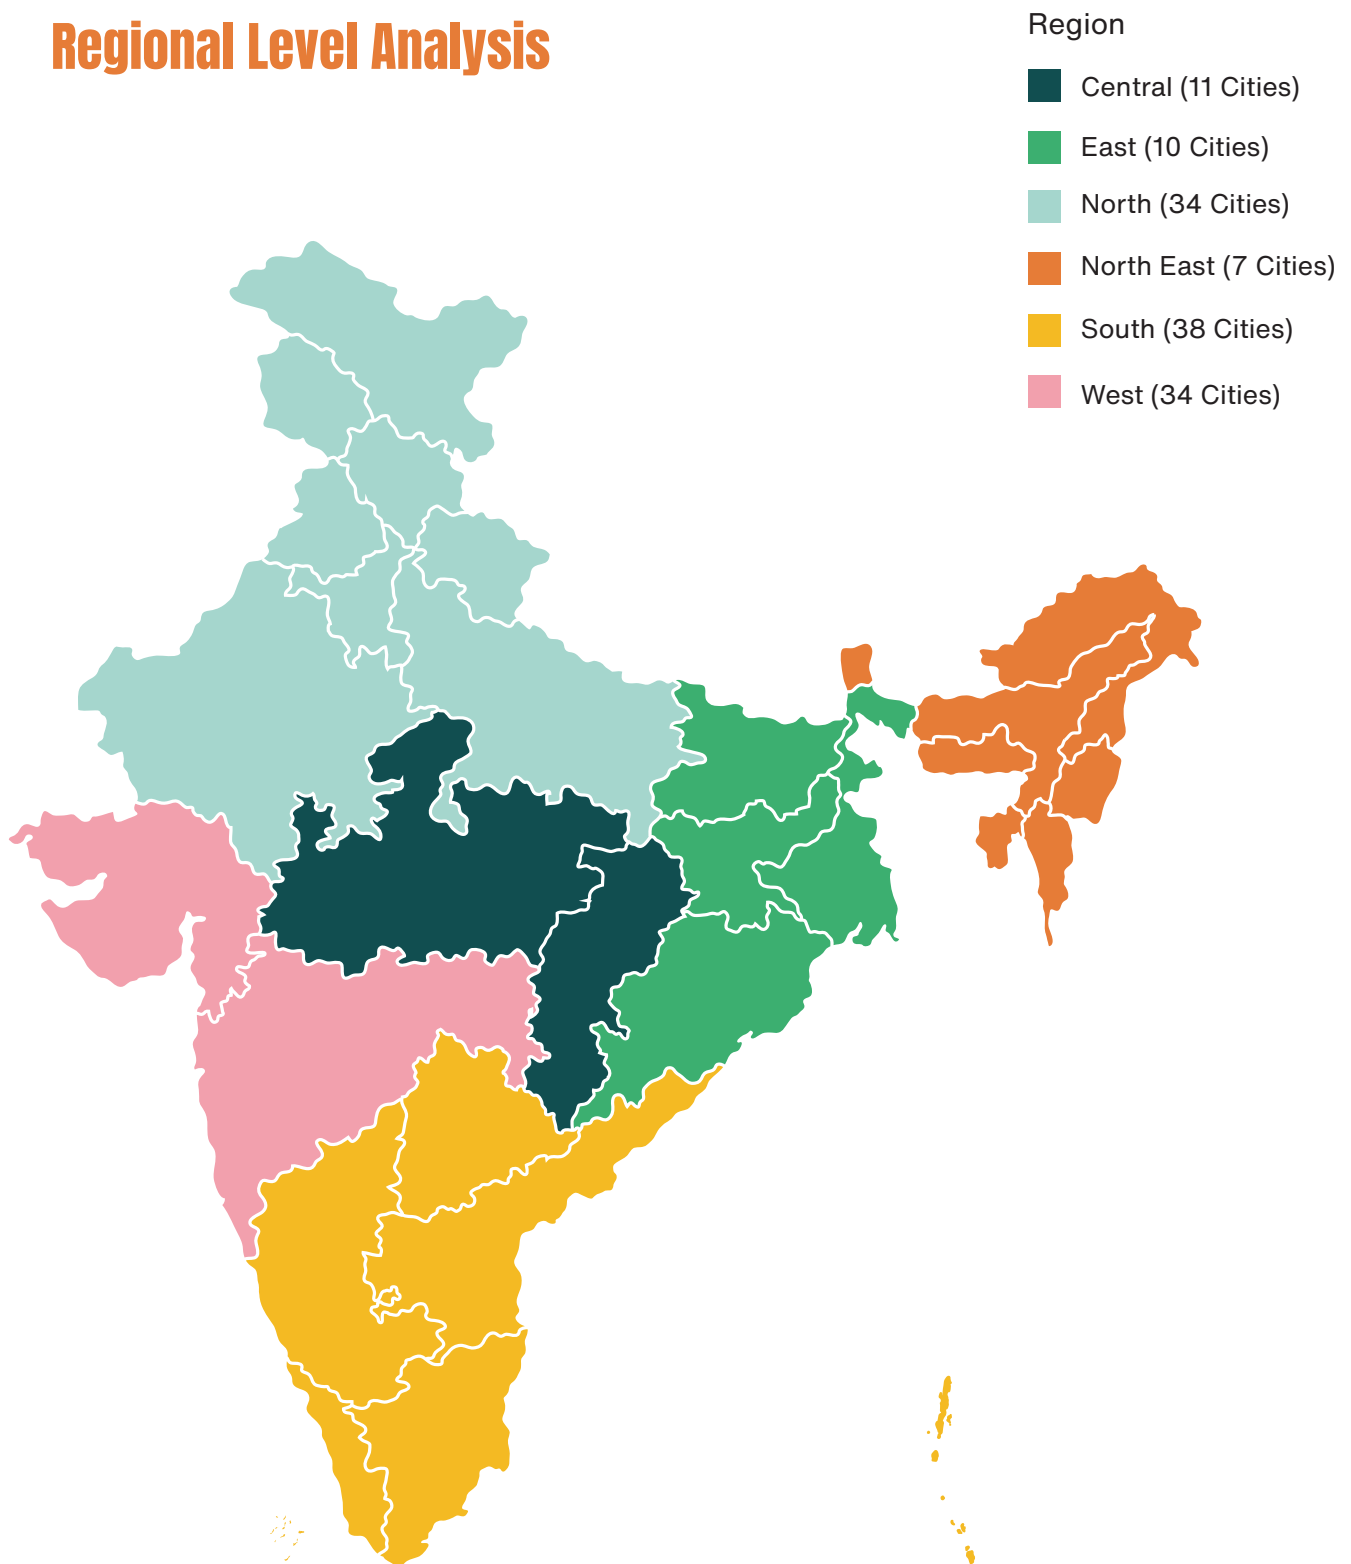 Regional Level Analysis
Region
Central (11 Cities)
East (10 Cities)
North (34 Cities)
North East (7 Cities)
South (38 Cities)
West (34 Cities)